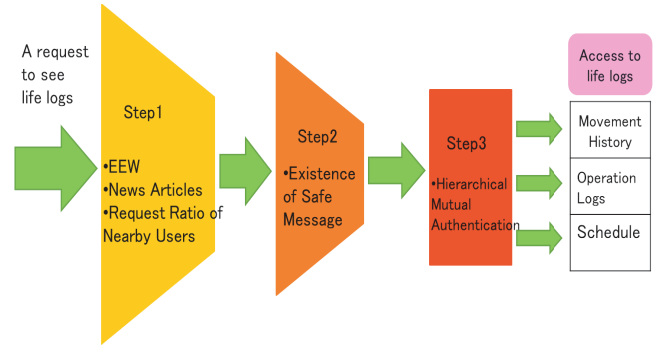 A request
to see
life logs
Step1
•EEW
•News Articles
•Request Ratio of
Nearby Users
Step2
•Existence
of Safe
Message
Step3
•Hierarchical
Mutual
Authentication
Access to
life logs
Movement
History
Operation
Logs
Schedule